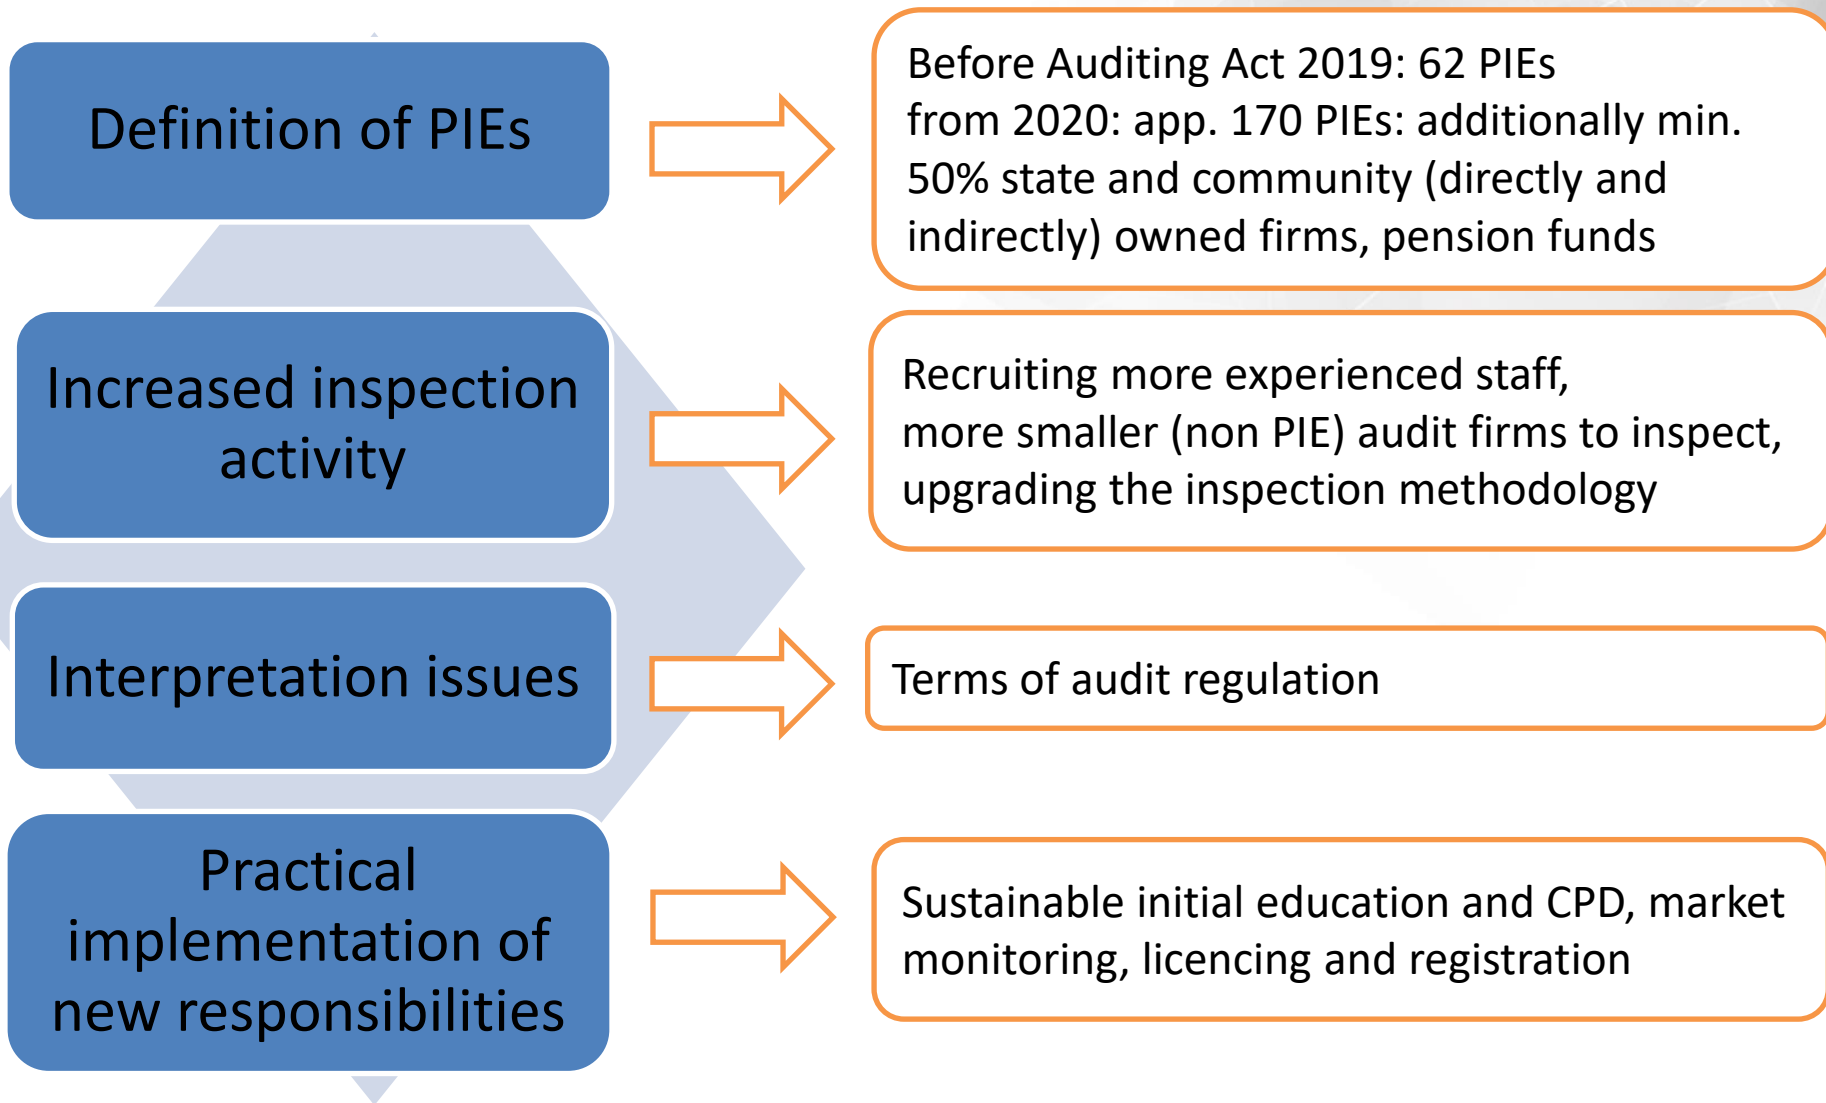 Definition of PIEs
Before Auditing Act 2019: 62 PIEs
from 2020: app. 170 PIEs: additionally min.
50% state and community (directly and
indirectly) owned firms, pension funds
Increased inspection
activity
Recruiting more experienced staff,
more smaller (non PIE) audit firms to inspect,
upgrading the inspection methodology
Interpretation issues
Terms of audit regulation
Practical
implementation of
new responsibilities
Sustainable initial education and CPD, market
monitoring, licencing and registration